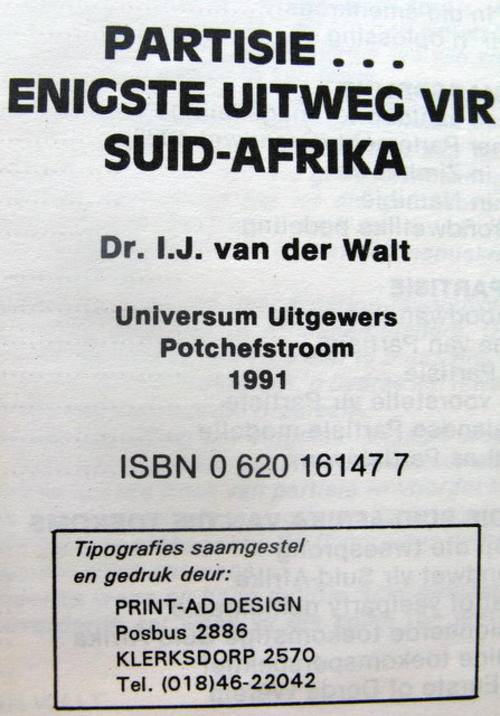 PARTISIE ...
ENIGSTE UITWEG VIR
SUID-AFRIKA
Dr. I.J. van der Walt
Universum Uitgewers
Potchefstroom
1991
ISBN 0 620 16147 7
Tipografies saamgestel
en gedruk deur:
PRINT-AD DESIGN
Posbus 2886
KLERKSDORP 2570
Tel. (018)46-22042